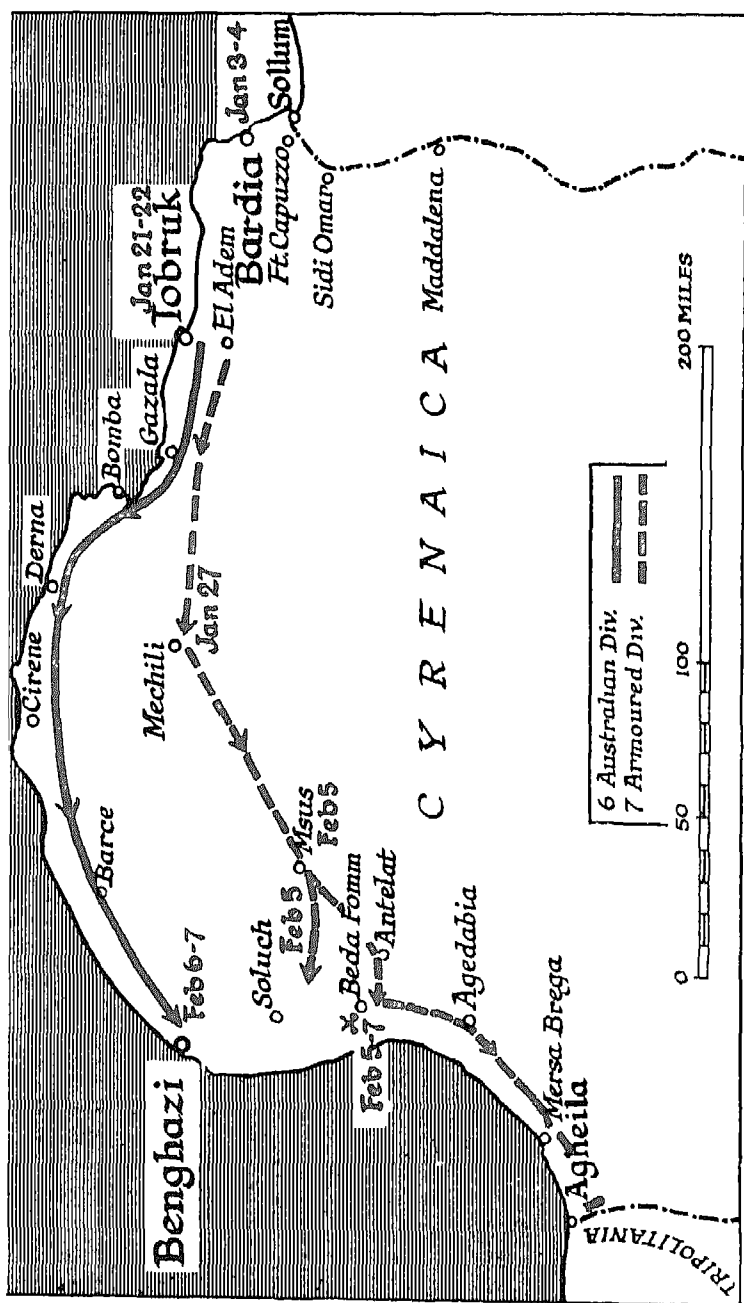 Cirene
Derna
Bomba
Gazala
Jan 21-22
Tobruk
El Adem
Bardia
Jan 3-4
Sollum
Ft. Capuzzo
Sidi Omar
Maddalena
Barce
Mechili
Jan 27
Benghazi
Feb 6-7
Soluch
Feb 5
Msus
Feb 5
Beda Fomm
Feb 5-7
Antelat
Agedabia
Mersa Brega
Agheila
TRIPOLITANIA
CYRENAICA
6 Australian Div.
7 Armoured Div.
0 50 100 200 MILES